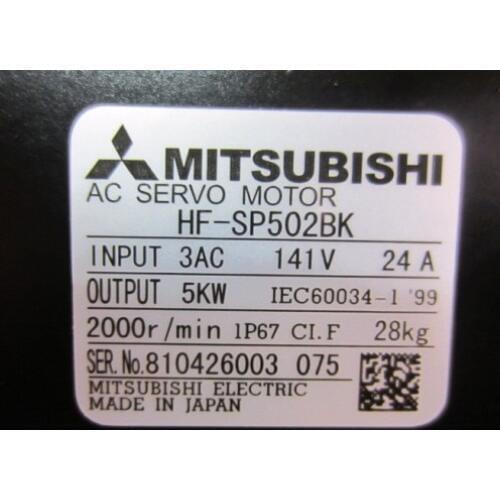 MITSUBISHI
AC SERVO MOTOR
HF-SP502BK
INPUT 3AC 141V 24 A
OUTPUT 5KW IEC60034-1 '99
2000r/min 1P67 CI.F 28kg
SER.No.810426003 075
MITSUBISHI ELECTRIC
MADE IN JAPAN